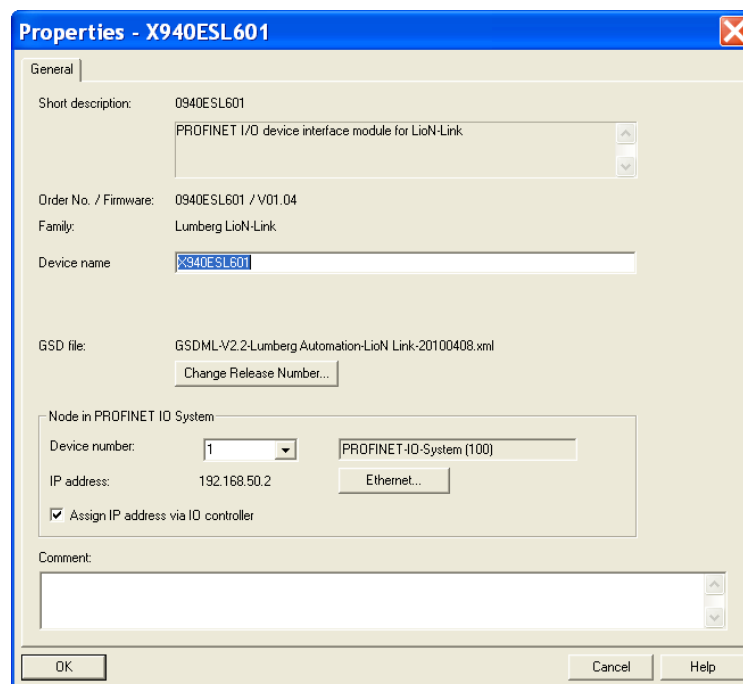 Properties - X940ESL601
General
Short description: 0940ESL601
PROFINET I/O device interface module for LioN-Link
Order No. / Firmware: 0940ESL601 / V01.04
Family: Lumberg LioN-Link
Device name X940ESL601
GSD file: GSDML-V2.2-Lumberg Automation-LioN Link-20100408.xml
Change Release Number...
Node in PROFINET IO System
Device number: 1 PROFINET-IO-System (100)
IP address: 192.168.50.2 Ethernet...
Assign IP address via IO controller
Comment:
OK Cancel Help